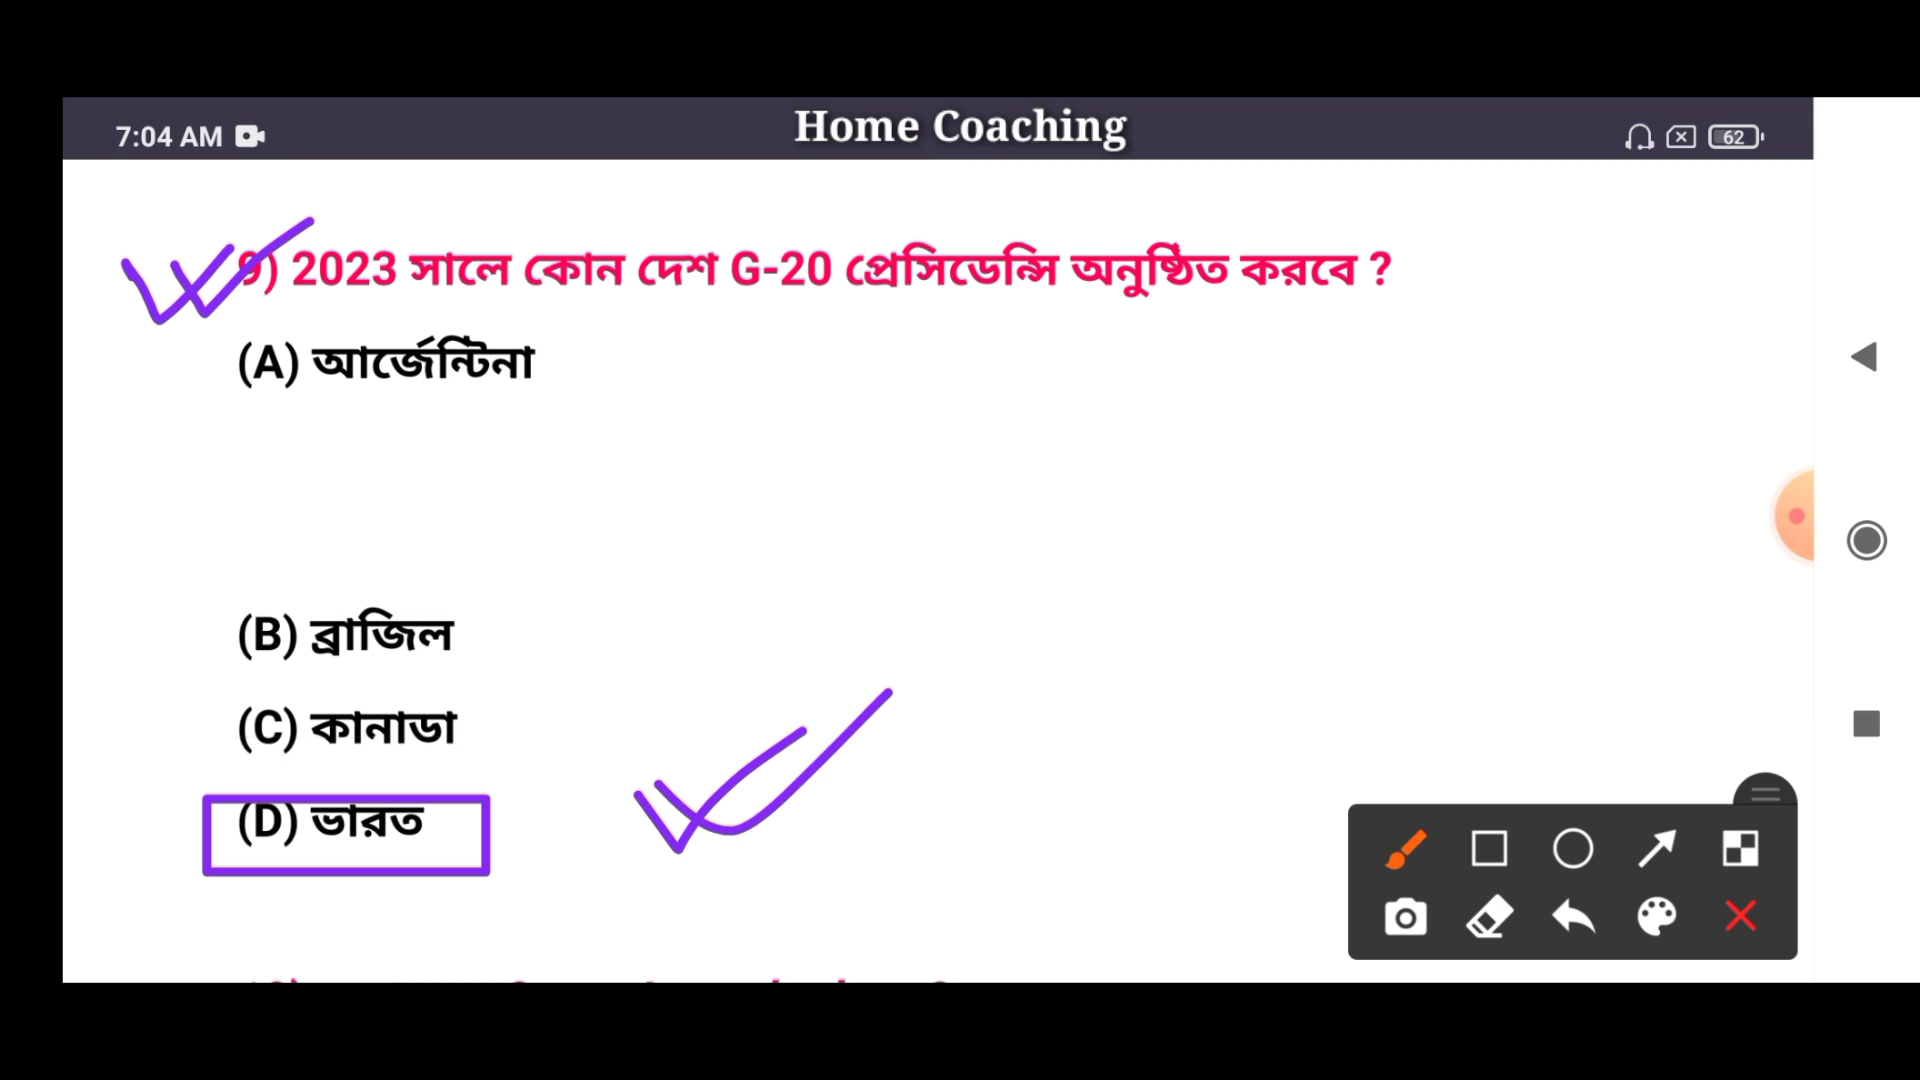 7:04 AM
Home Coaching
62
9) 2023 সালে কোন দেশ G-20 প্রেসিডেন্সি অনুষ্ঠিত করবে ?
(A) আর্জেন্টিনা
(B) ব্রাজিল
(C) কানাডা
(D) ভারত